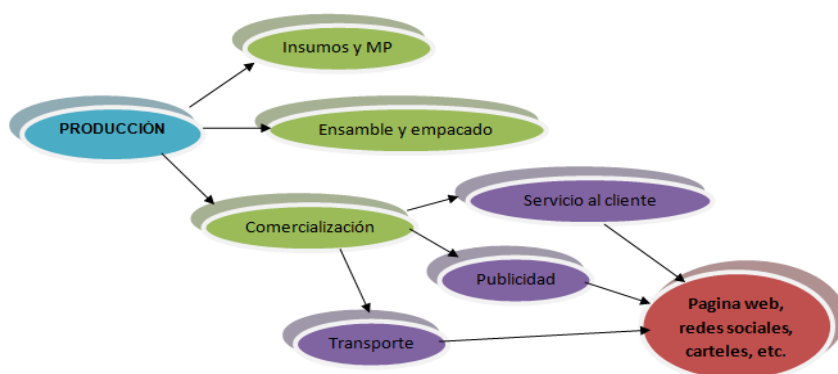 Insumos y MP
PRODUCCIÓN
Ensamble y empacado
Servicio al cliente
Comercialización
Publicidad
Pagina web,
redes sociales,
carteles, etc.
Transporte